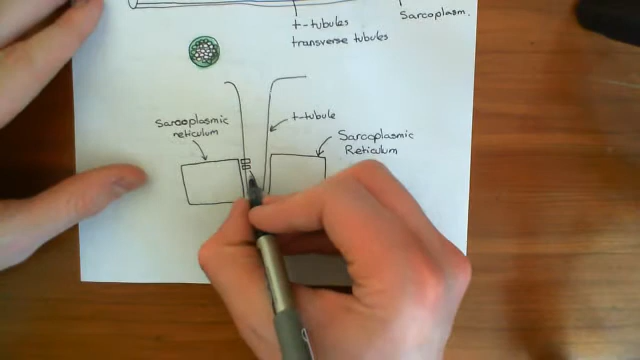 t-tubules
transverse tubules
Sarcoplasm.
t-tubule
Sarcoplasmic
reticulum
Sarcoplasmic
Reticulum